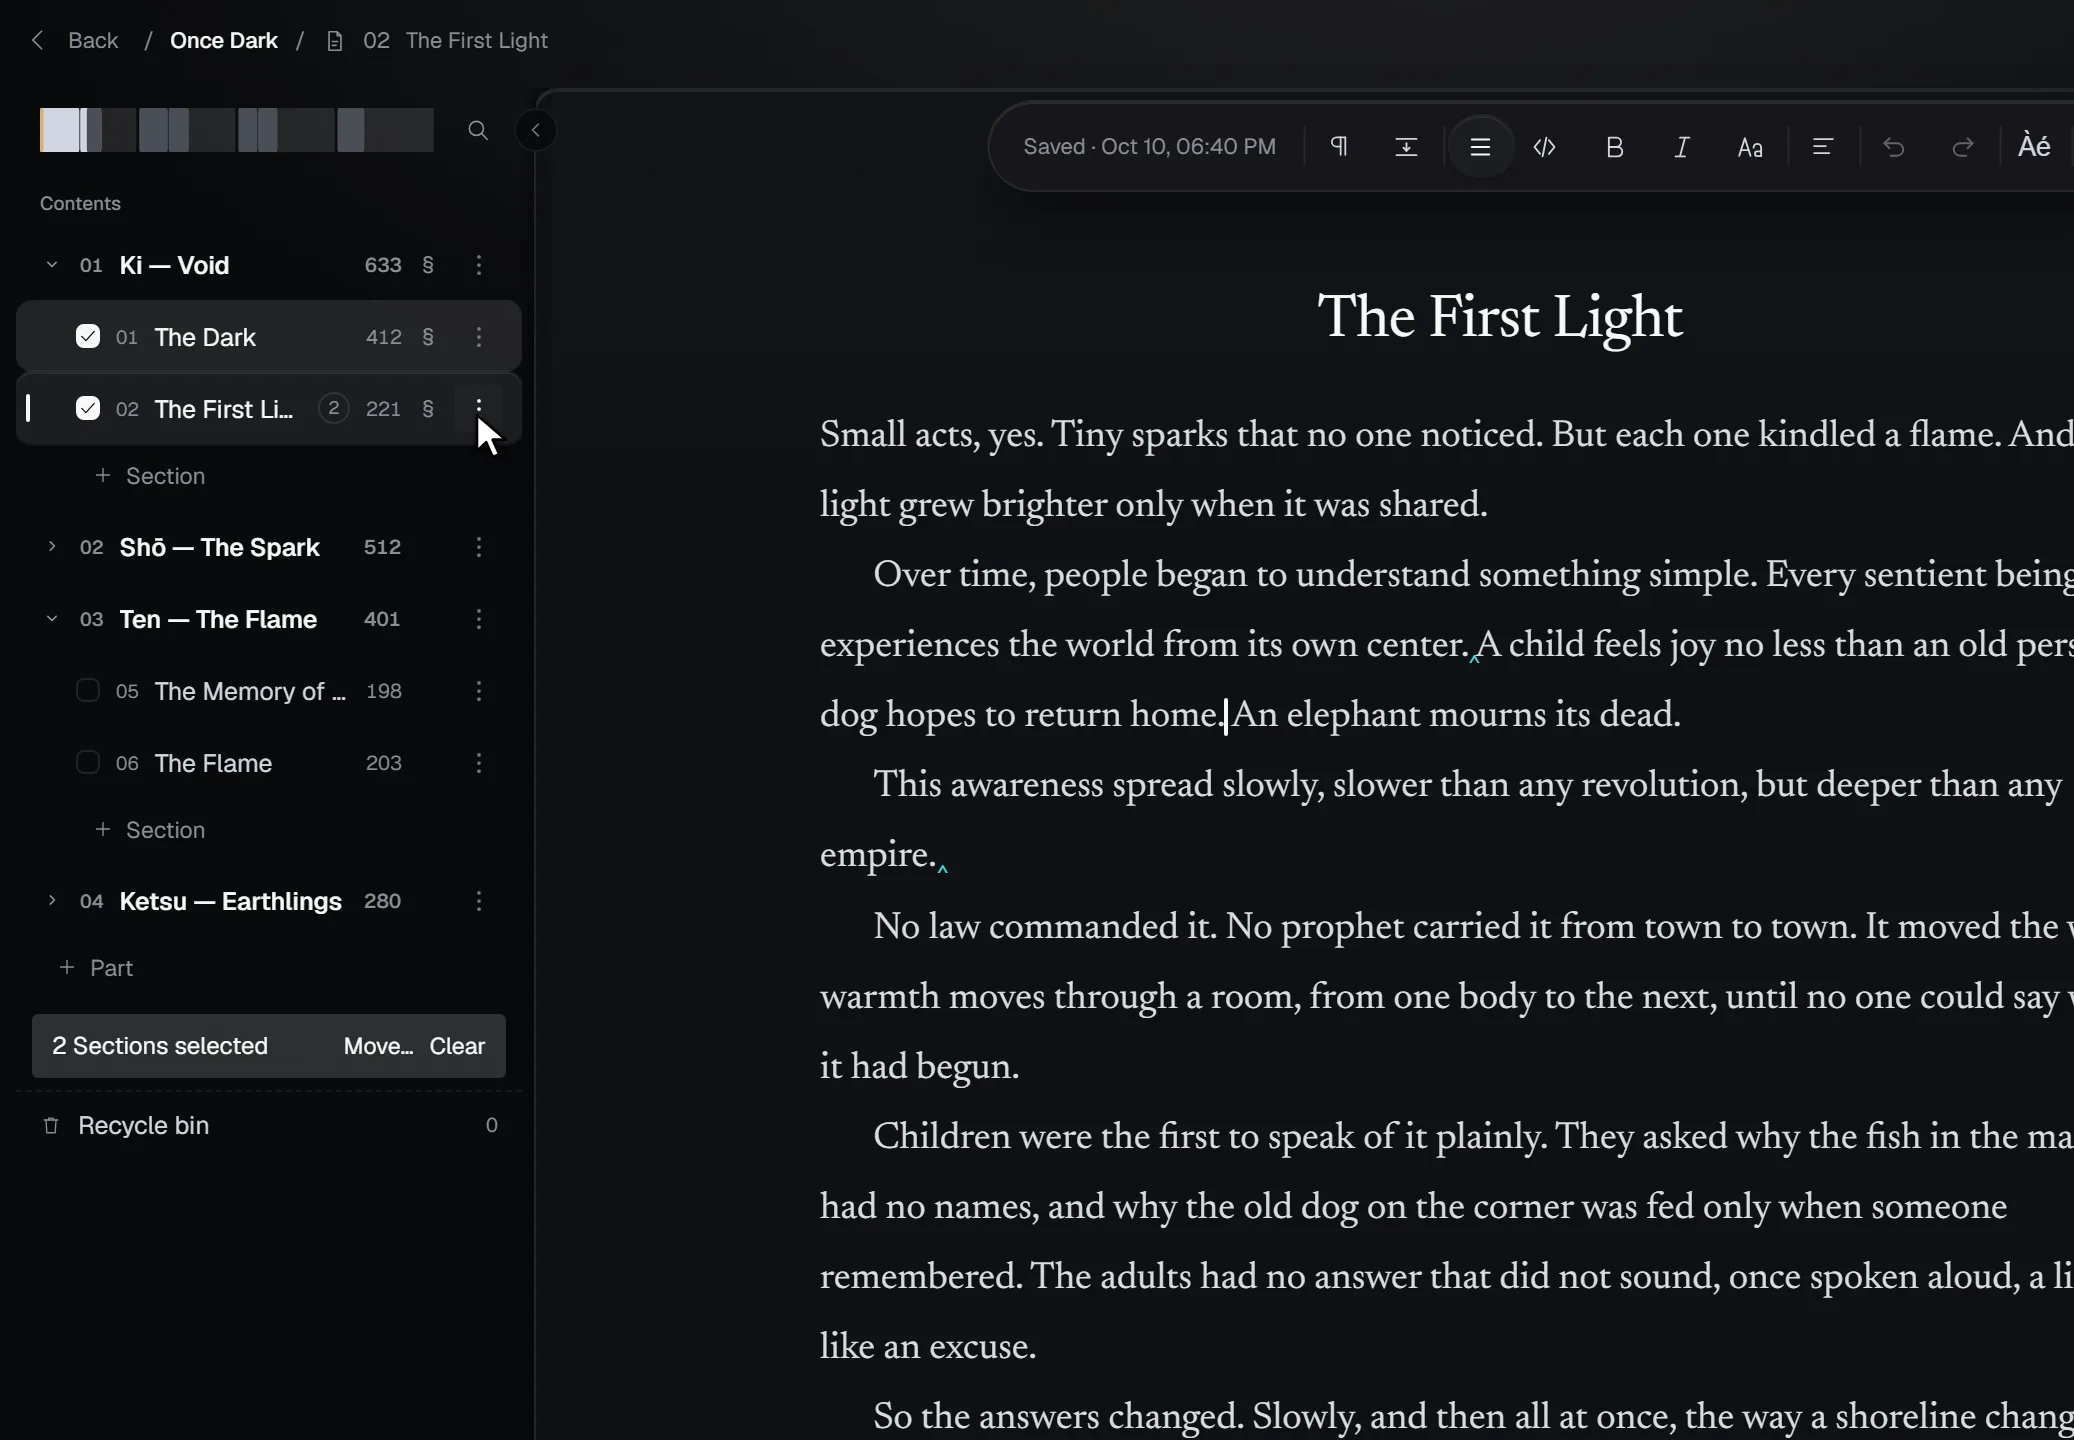 Back / Once Dark / 02 The First Light
Saved · Oct 10, 06:40 PM
B I Aa Àé
Contents
01 Ki — Void 633 §
01 The Dark 412 §
02 The First Li... 2 221 §
+ Section
02 Shō — The Spark 512
03 Ten — The Flame 401
05 The Memory of ... 198
06 The Flame 203
+ Section
04 Ketsu — Earthlings 280
+ Part
2 Sections selected Move... Clear
Recycle bin 0
The First Light
Small acts, yes. Tiny sparks that no one noticed. But each one kindled a flame. And
light grew brighter only when it was shared.
Over time, people began to understand something simple. Every sentient being
experiences the world from its own center.‸A child feels joy no less than an old pers
dog hopes to return home. An elephant mourns its dead.
This awareness spread slowly, slower than any revolution, but deeper than any
empire.‸
No law commanded it. No prophet carried it from town to town. It moved the w
warmth moves through a room, from one body to the next, until no one could say w
it had begun.
Children were the first to speak of it plainly. They asked why the fish in the ma
had no names, and why the old dog on the corner was fed only when someone
remembered. The adults had no answer that did not sound, once spoken aloud, a li
like an excuse.
So the answers changed. Slowly, and then all at once, the way a shoreline chang